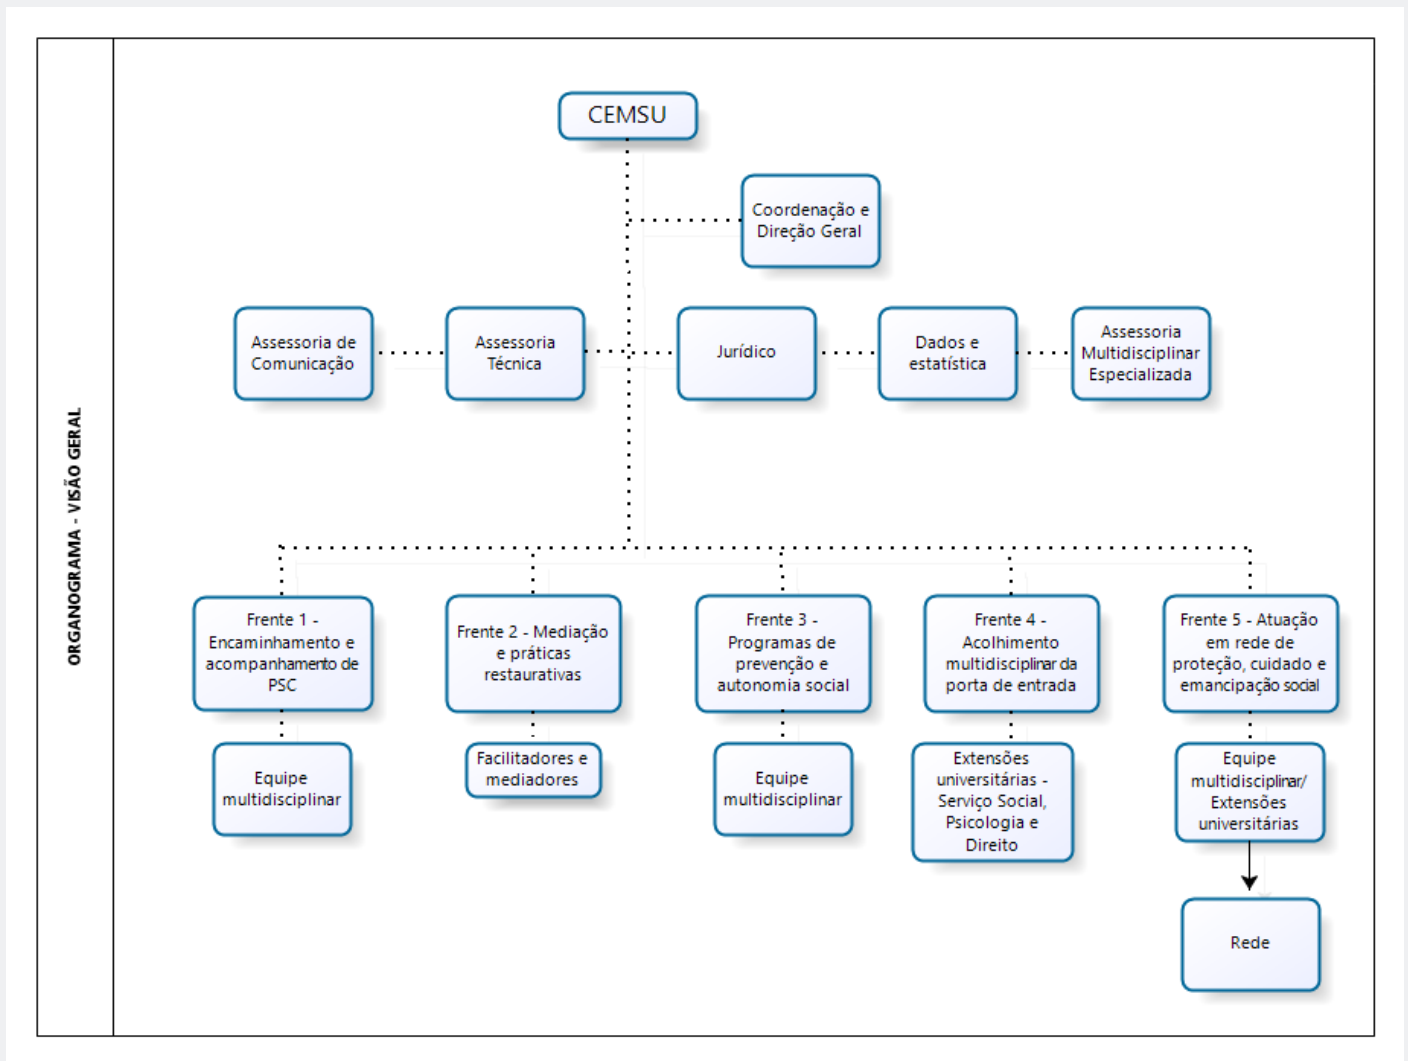 ORGANOGRAMA - VISÃO GERAL
CEMSU
Coordenação e
Direção Geral
Assessoria de
Comunicação
Assessoria
Técnica
Jurídico
Dados e
estatística
Assessoria
Multidisciplinar
Especializada
Frente 1 -
Encaminhamento e
acompanhamento de
PSC
Frente 2 - Mediação
e práticas
restaurativas
Frente 3 -
Programas de
prevenção e
autonomia social
Frente 4 -
Acolhimento
multidisciplinar da
porta de entrada
Frente 5 - Atuação
em rede de
proteção, cuidado e
emancipação social
Equipe
multidisciplinar
Facilitadores e
mediadores
Equipe
multidisciplinar
Extensões
universitárias -
Serviço Social,
Psicologia e
Direito
Equipe
multidisciplinar/
Extensões
universitárias
Rede